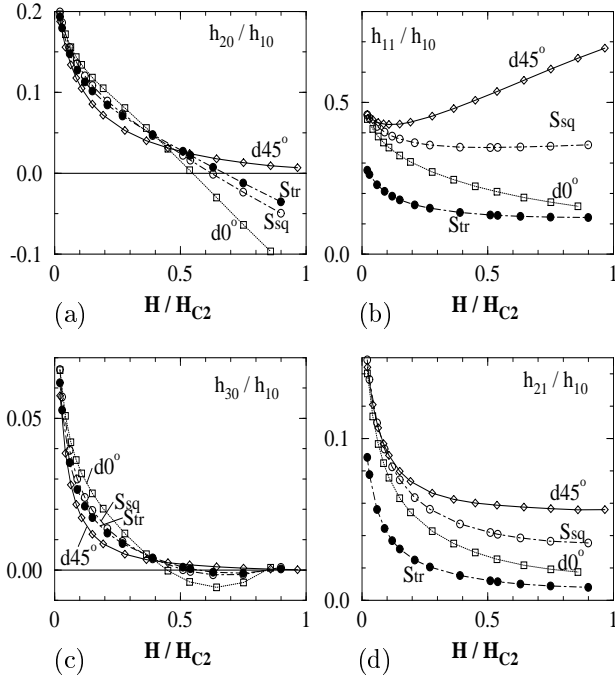 0.2
0.1
0.0
-0.1
h20 / h10
d45°
Str
Ssq
d0°
0 0.5 1
(a)
H / HC2
0.5
0.0
h11 / h10
d45°
Ssq
d0°
Str
0 0.5 1
(b)
H / HC2
0.05
0.00
h30 / h10
d0°
Ssq
Str
d45°
0 0.5 1
(c)
H / HC2
0.1
0.0
h21 / h10
d45°
Ssq
d0°
Str
0 0.5 1
(d)
H / HC2